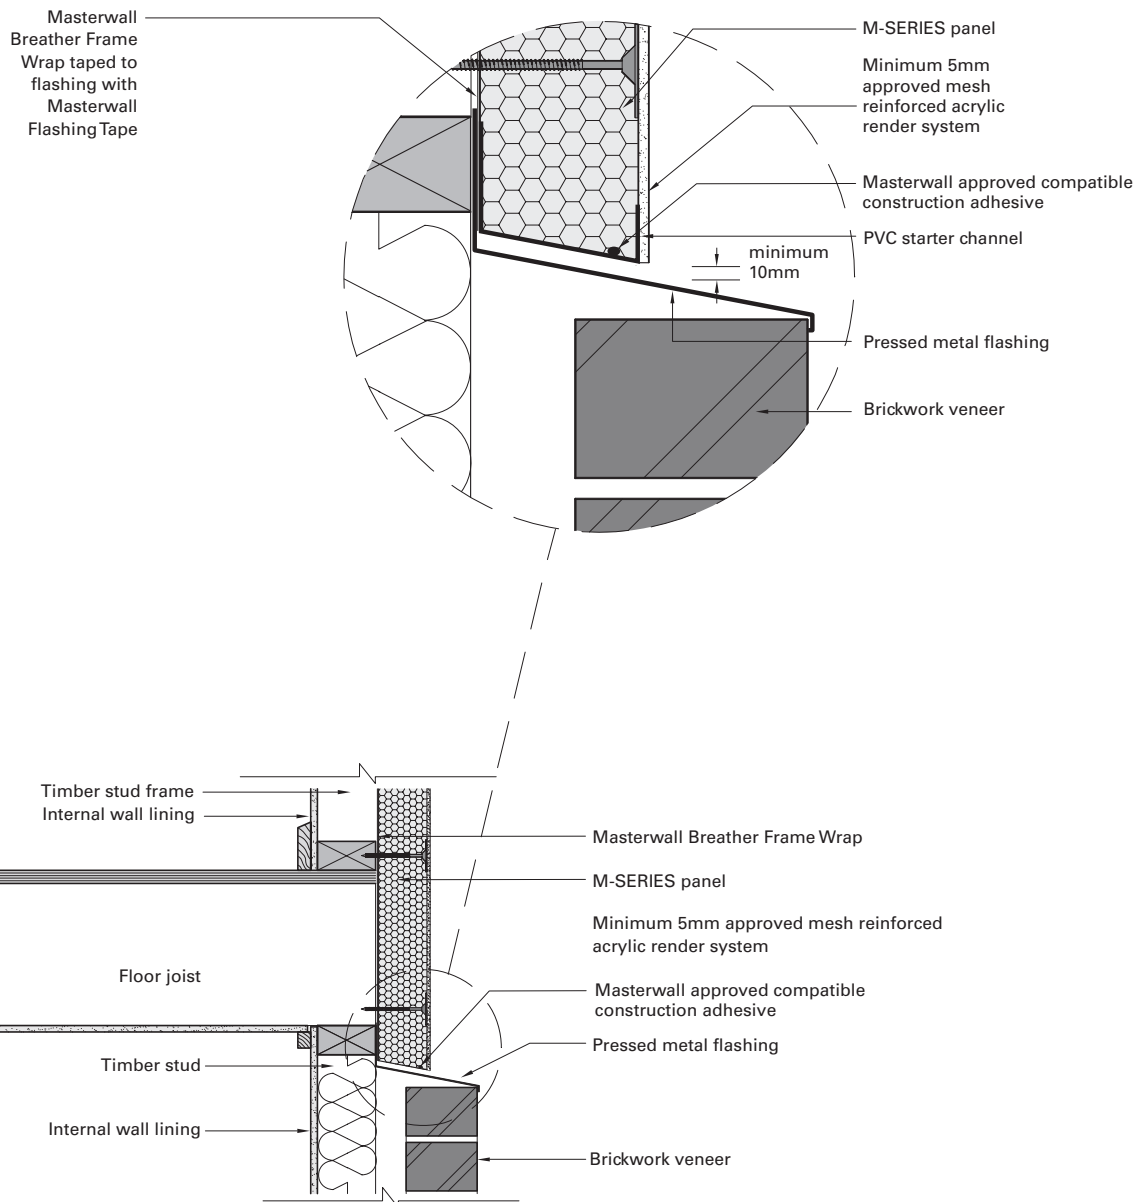 Masterwall
Breather Frame
Wrap taped to
flashing with
Masterwall
Flashing Tape
M-SERIES panel
Minimum 5mm
approved mesh
reinforced acrylic
render system
Masterwall approved compatible
construction adhesive
PVC starter channel
minimum
10mm
Pressed metal flashing
Brickwork veneer
Timber stud frame
Internal wall lining
Masterwall Breather Frame Wrap
M-SERIES panel
Minimum 5mm approved mesh reinforced
acrylic render system
Floor joist
Masterwall approved compatible
construction adhesive
Pressed metal flashing
Timber stud
Internal wall lining
Brickwork veneer